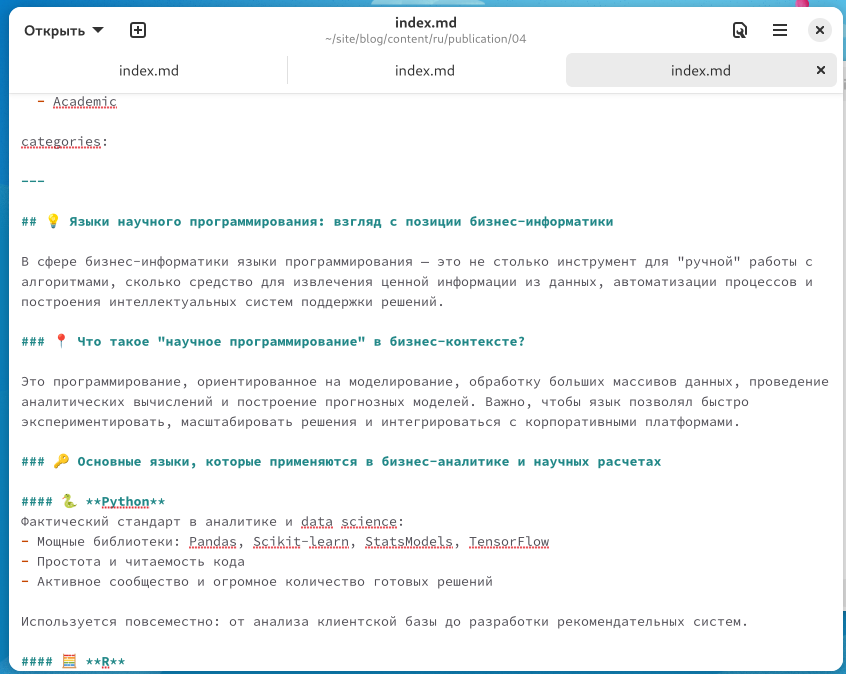 Открыть
index.md
~/site/blog/content/ru/publication/04
index.md index.md index.md
- Academic
categories:
---
## 💡 Языки научного программирования: взгляд с позиции бизнес-информатики
В сфере бизнес-информатики языки программирования — это не столько инструмент для "ручной" работы с
алгоритмами, сколько средство для извлечения ценной информации из данных, автоматизации процессов и
построения интеллектуальных систем поддержки решений.
### 📍 Что такое "научное программирование" в бизнес-контексте?
Это программирование, ориентированное на моделирование, обработку больших массивов данных, проведение
аналитических вычислений и построение прогнозных моделей. Важно, чтобы язык позволял быстро
экспериментировать, масштабировать решения и интегрироваться с корпоративными платформами.
### 🔑 Основные языки, которые применяются в бизнес-аналитике и научных расчетах
#### 🐍 **Python**
Фактический стандарт в аналитике и data science:
- Мощные библиотеки: Pandas, Scikit-learn, StatsModels, TensorFlow
- Простота и читаемость кода
- Активное сообщество и огромное количество готовых решений
Используется повсеместно: от анализа клиентской базы до разработки рекомендательных систем.
#### 🧮 **R**